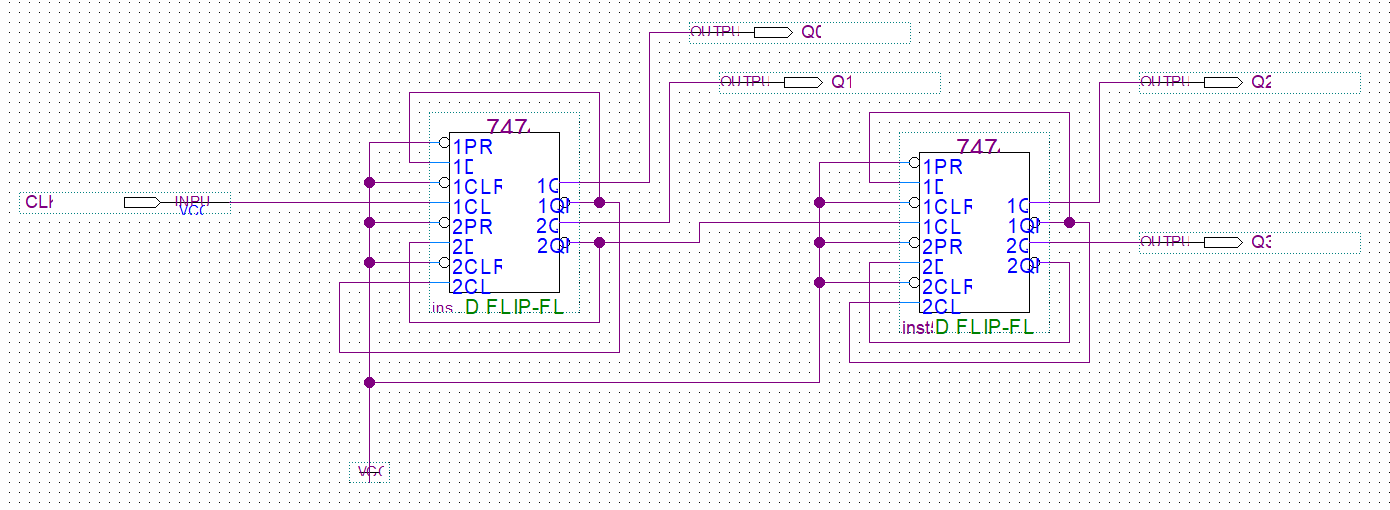 OUTPU Q0
OUTPU Q1
OUTPU Q2
747
1PR
1D
1CLR
1Q
1CL
1QN
2PR
2Q
2D
2QN
2CLR
2CL
ins D FLIP-FL
CLK
INPU
VCC
747
1PR
1D
1CLR
1Q
1CL
1QN
2PR
2Q
2D
2QN
2CLR
2CL
inst D FLIP-FL
OUTPU Q3
VCC